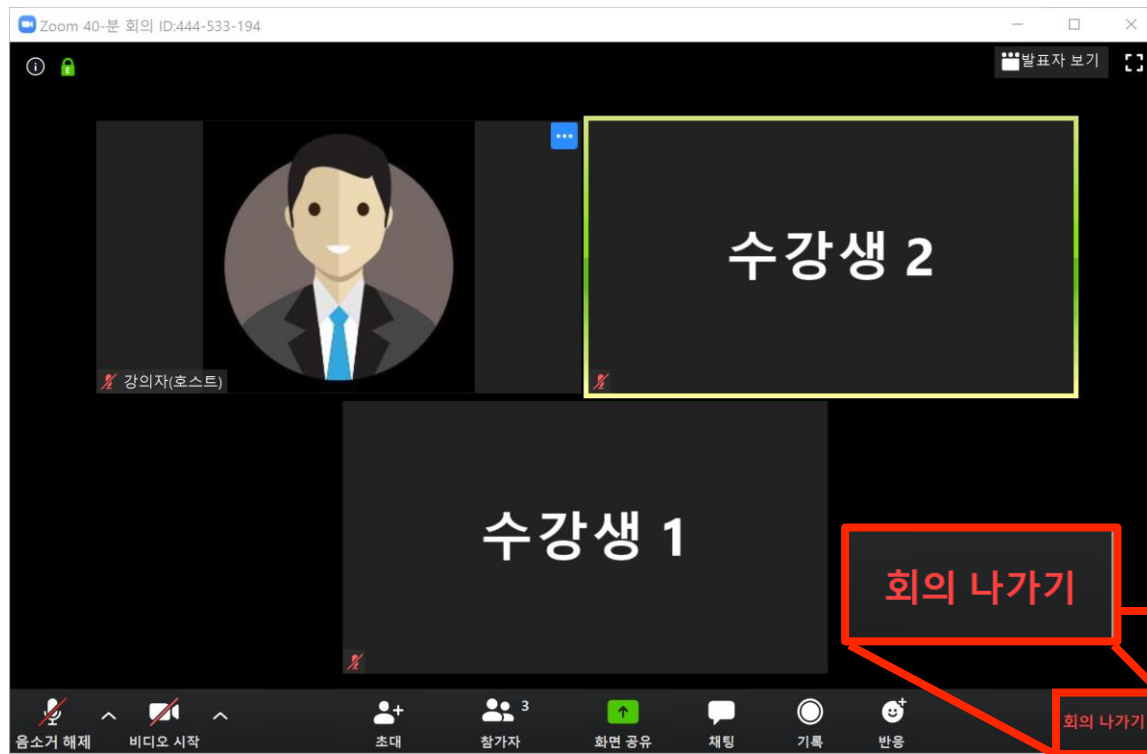 Zoom 40-분 회의 ID:444-533-194
발표자 보기
수강생 2
강의자(호스트)
수강생 1
회의 나가기
3
음소거 해제 비디오 시작 초대 참가자 화면 공유 채팅 기록 반응 회의 나가기